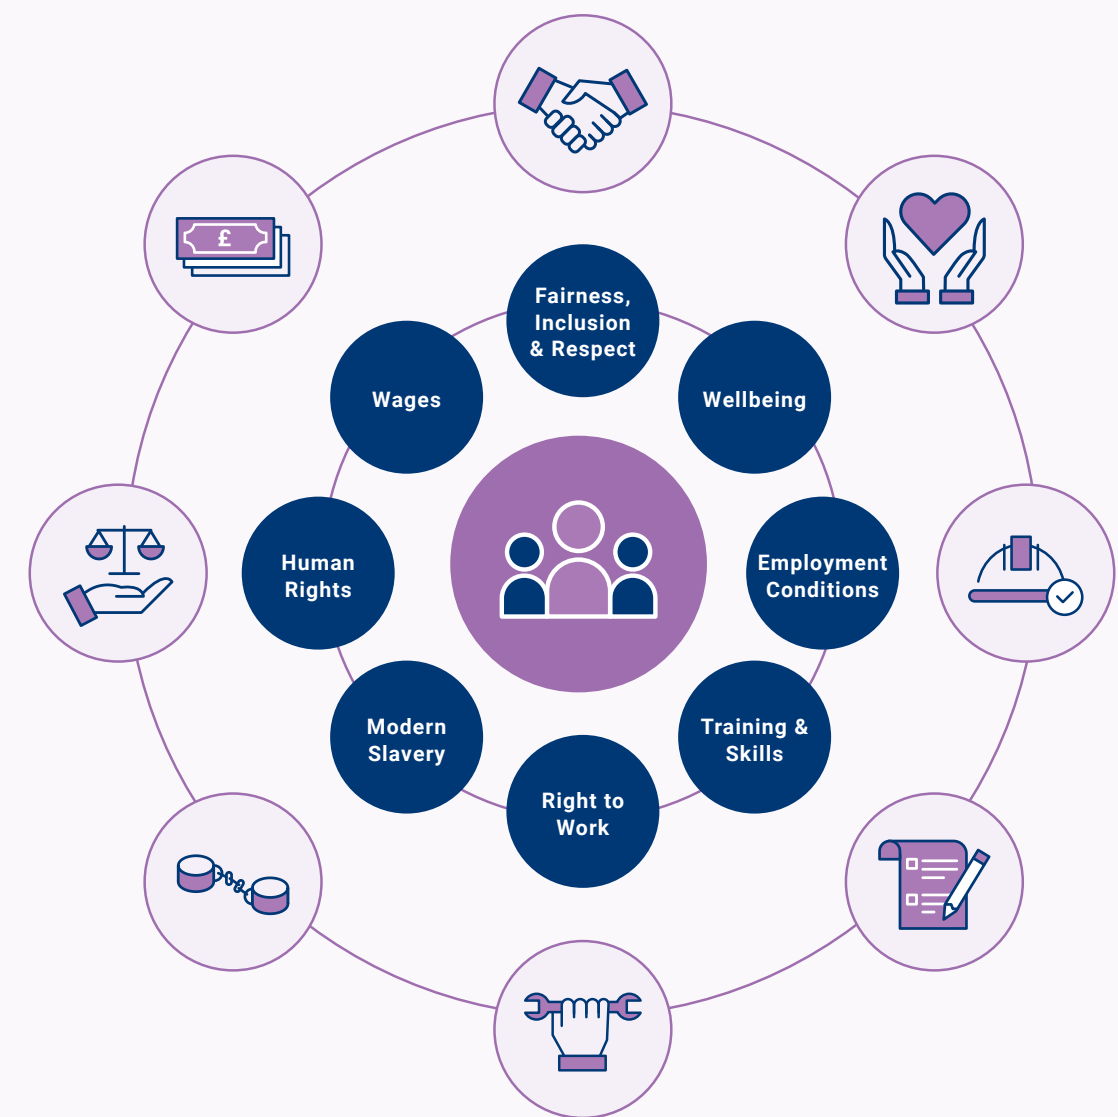 £
Fairness,
Inclusion
& Respect
Wages
Wellbeing
Human
Rights
Employment
Conditions
Modern
Slavery
Training &
Skills
Right to
Work